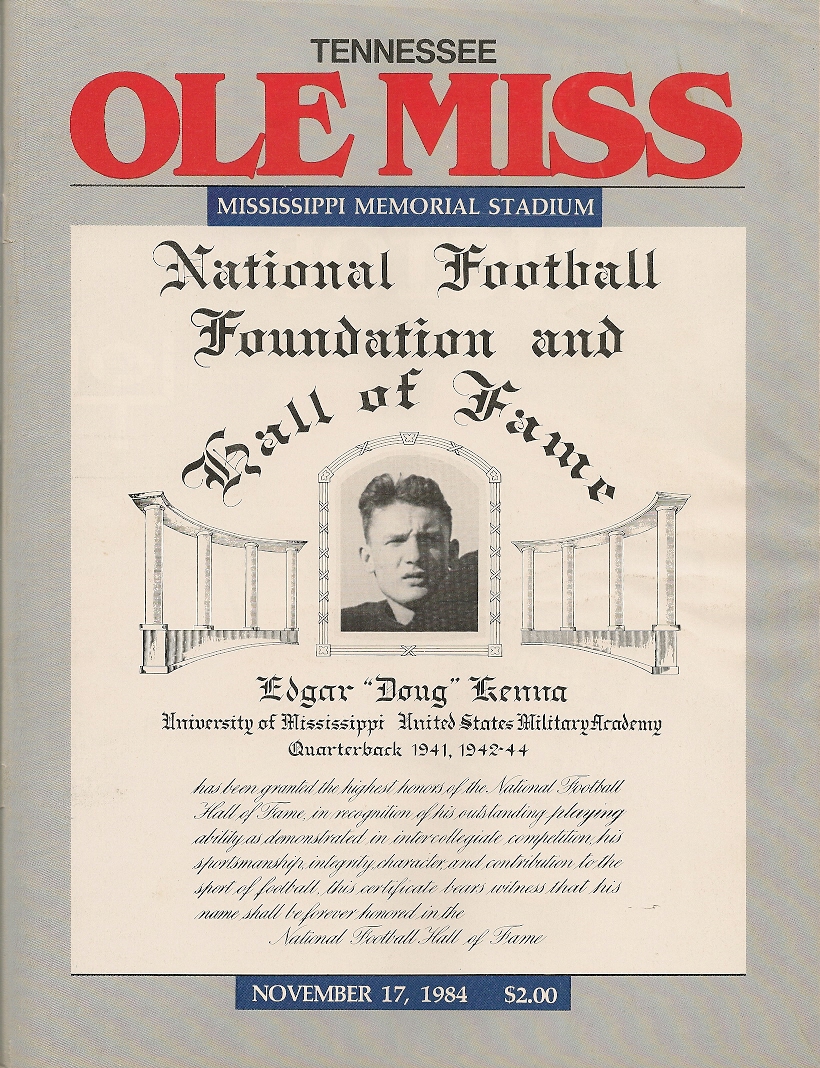 TENNESSEE
OLE MISS
MISSISSIPPI MEMORIAL STADIUM
National Football
Foundation and
Hall of Fame
Edgar “Doug” Kenna
University of Mississippi United States Military Academy
Quarterback 1941, 1942-44
has been granted the highest honors of the National Football
Hall of Fame, in recognition of his outstanding playing
ability as demonstrated in intercollegiate competition, his
sportsmanship, integrity, character, and contribution to the
sport of football, this certificate bears witness that his
name shall be forever honored in the
National Football Hall of Fame
NOVEMBER 17, 1984 $2.00